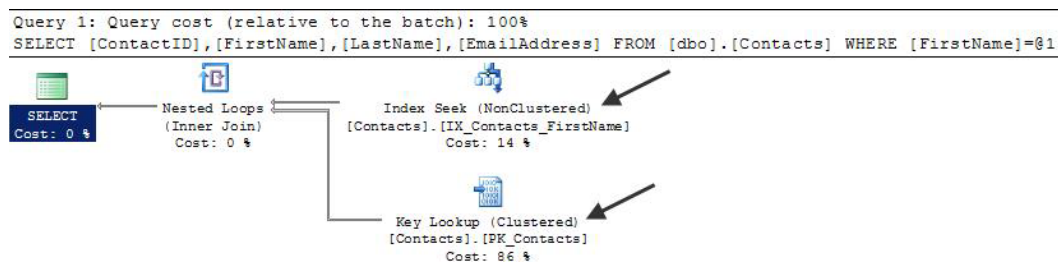 Query 1: Query cost (relative to the batch): 100%
SELECT [ContactID],[FirstName],[LastName],[EmailAddress] FROM [dbo].[Contacts] WHERE [FirstName]=@1
SELECT
Cost: 0 %
Nested Loops
(Inner Join)
Cost: 0 %
Index Seek (NonClustered)
[Contacts].[IX_Contacts_FirstName]
Cost: 14 %
Key Lookup (Clustered)
[Contacts].[PK_Contacts]
Cost: 86 %